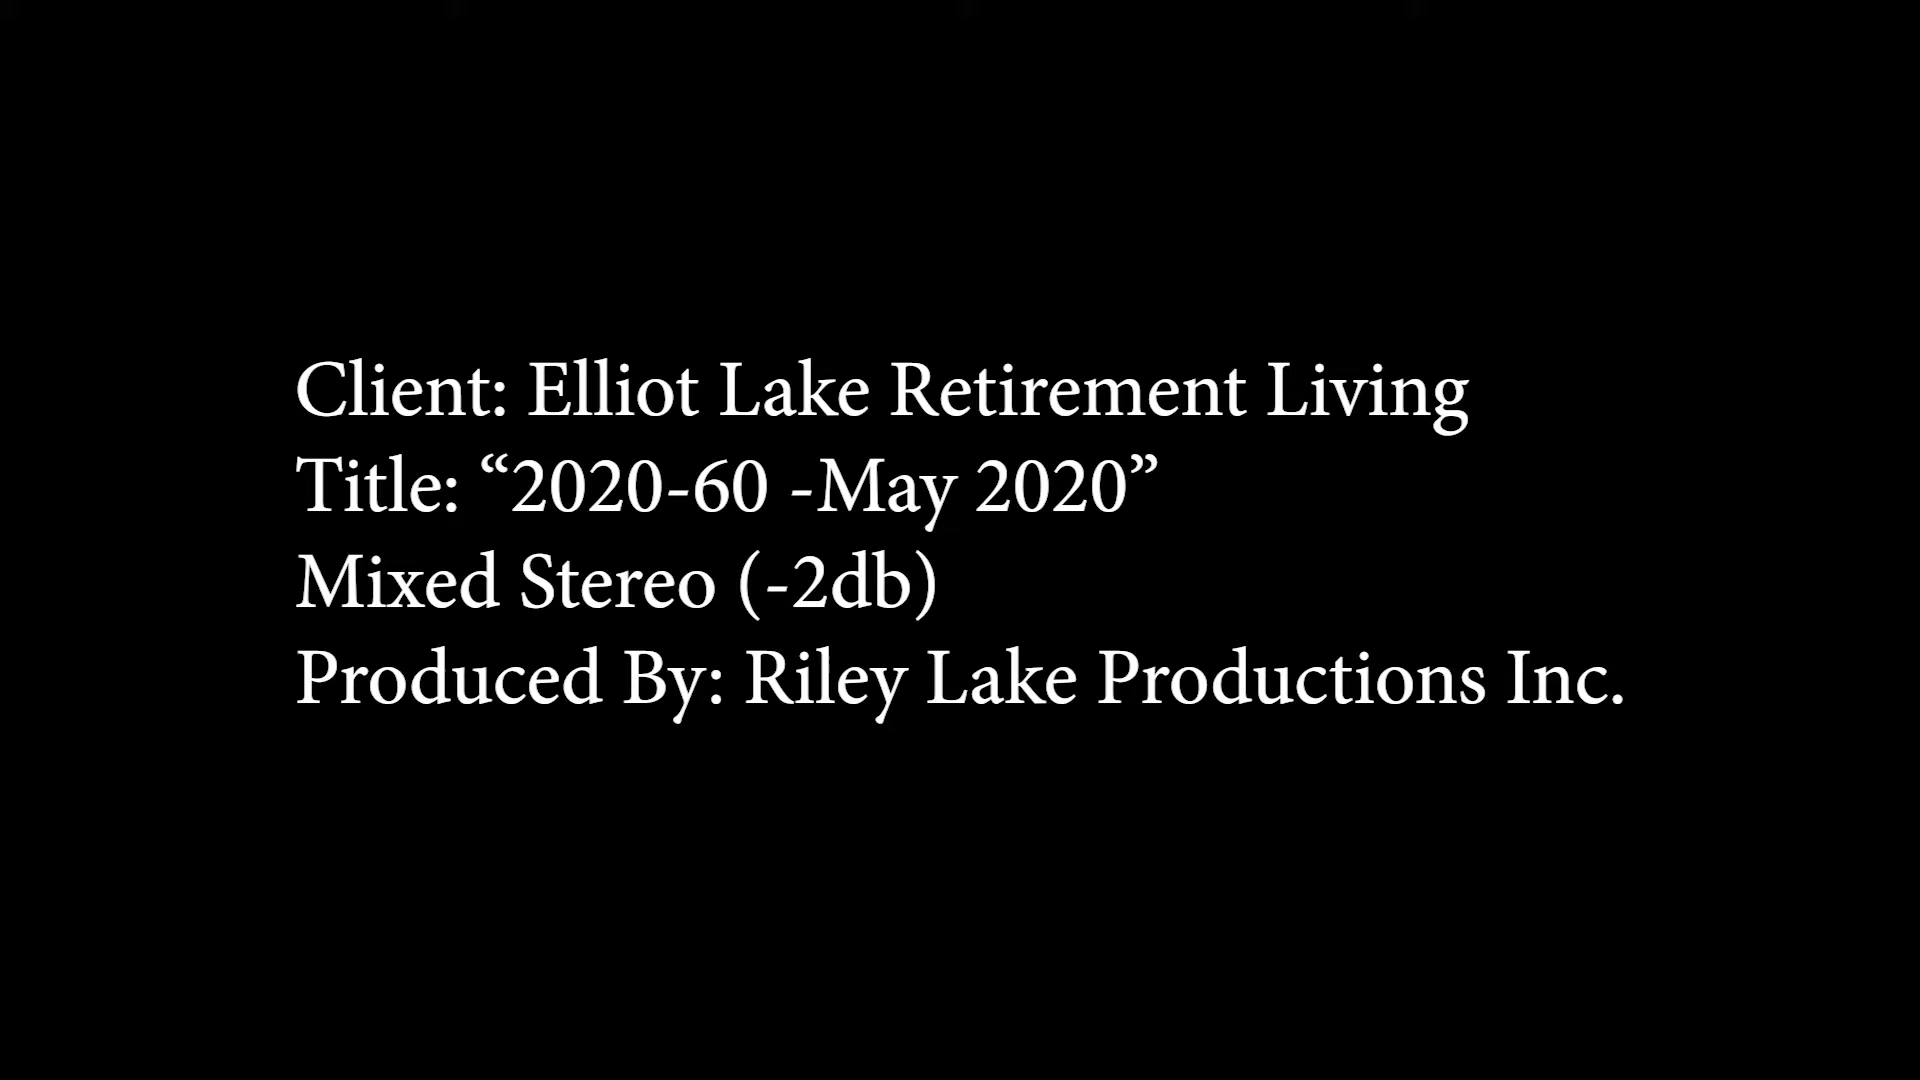 Client: Elliot Lake Retirement Living
Title: “2020-60 -May 2020”
Mixed Stereo (-2db)
Produced By: Riley Lake Productions Inc.